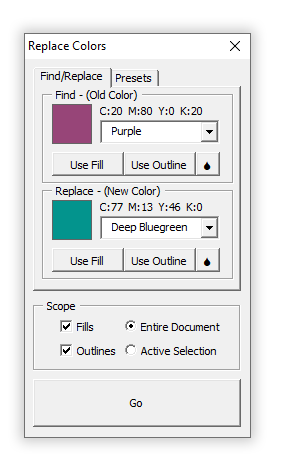 Replace Colors
Find/Replace Presets
Find - (Old Color)
C:20 M:80 Y:0 K:20
Purple
Use Fill Use Outline
Replace - (New Color)
C:77 M:13 Y:46 K:0
Deep Bluegreen
Use Fill Use Outline
Scope
Fills Entire Document
Outlines Active Selection
Go